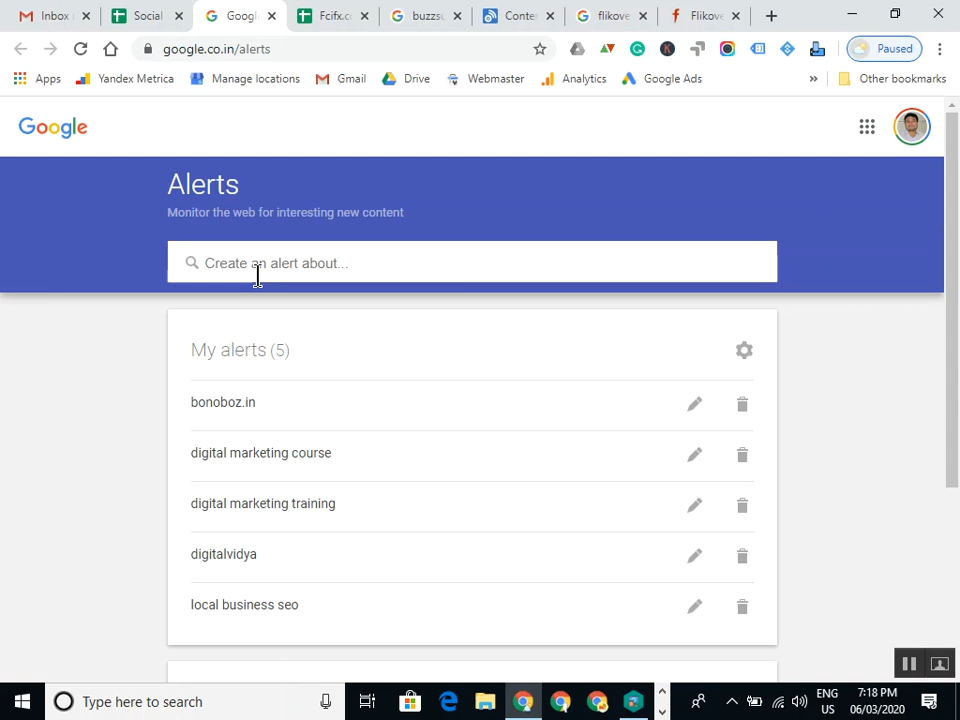 Inbox
Social
Googl
Fcifx.c
buzzsu
Conter
flikove
Flikove
google.co.in/alerts
Paused
Apps
Yandex Metrica
Manage locations
Gmail
Drive
Webmaster
Analytics
Google Ads
»
Other bookmarks
Google
Alerts
Monitor the web for interesting new content
Create an alert about...
My alerts (5)
bonoboz.in
digital marketing course
digital marketing training
digitalvidya
local business seo
Type here to search
ENG
US
7:18 PM
06/03/2020